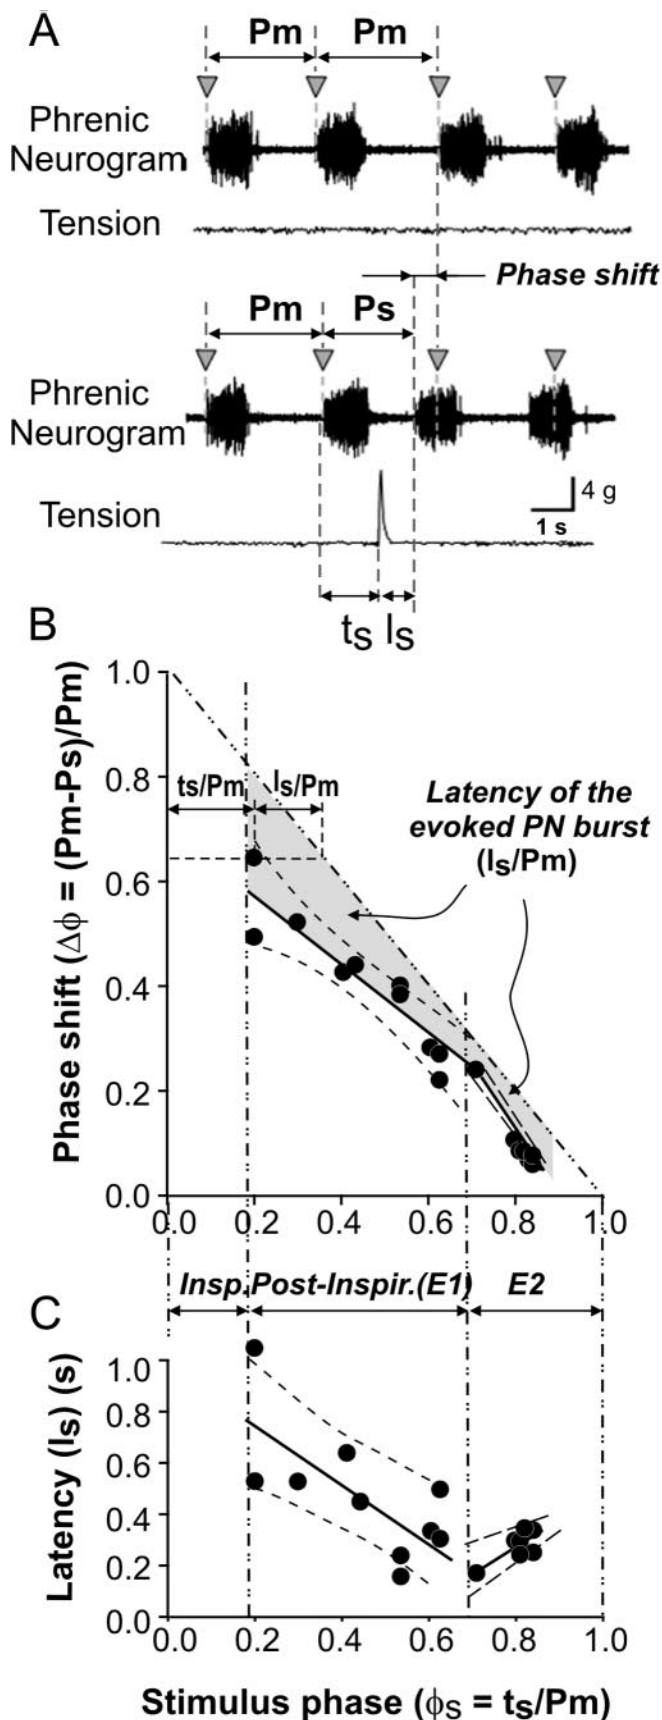 A
Pm Pm
Phrenic
Neurogram
Tension
Phase shift
Pm Ps
Phrenic
Neurogram
4 g
Tension
1 s
ts ls
B
Phase shift (Δϕ = (Pm-Ps)/Pm)
1.0
0.8
0.6
0.4
0.2
0.0
ts/Pm ls/Pm
Latency of the
evoked PN burst
(ls/Pm)
0.0 0.2 0.4 0.6 0.8 1.0
Insp. Post-Inspir.(E1) E2
C
Latency (ls) (s)
1.0
0.8
0.6
0.4
0.2
0.0
0.0 0.2 0.4 0.6 0.8 1.0
Stimulus phase (ϕs = ts/Pm)